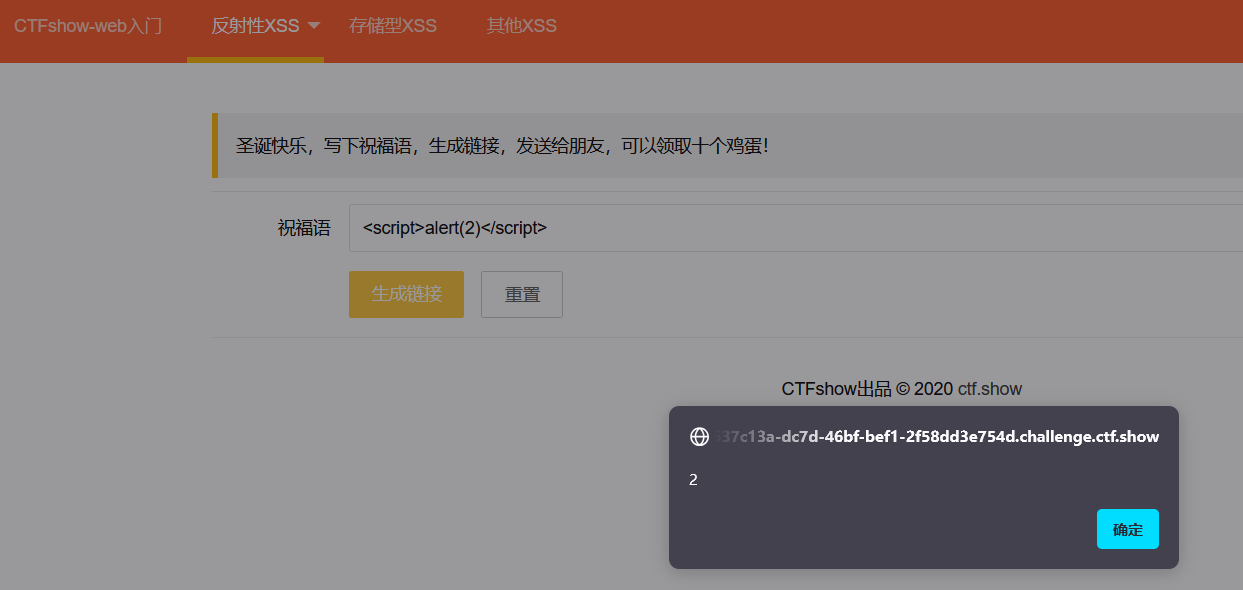 CTFshow-web入门 反射性XSS 存储型XSS 其他XSS
圣诞快乐，写下祝福语，生成链接，发送给朋友，可以领取十个鸡蛋！
祝福语 <script>alert(2)</script>
生成链接 重置
CTFshow出品 © 2020 ctf.show
37c13a-dc7d-46bf-bef1-2f58dd3e754d.challenge.ctf.show
2
确定